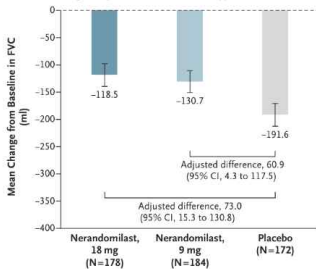 0
−50
−100
−150
−200
−250
−300
−350
−400
Mean Change from Baseline in FVC
(ml)
−118.5
−130.7
−191.6
Adjusted difference, 60.9
(95% CI, 4.3 to 117.5)
Adjusted difference, 73.0
(95% CI, 15.3 to 130.8)
Nerandomilast,
18 mg
(N=178)
Nerandomilast,
9 mg
(N=184)
Placebo
(N=172)